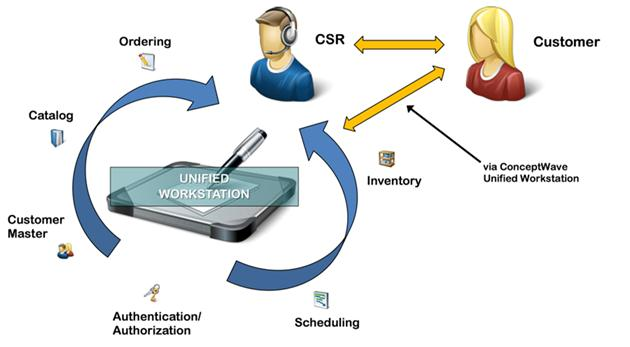 Ordering
CSR
Customer
Catalog
UNIFIED
WORKSTATION
Inventory
via ConceptWave
Unified Workstation
Customer
Master
Authentication/
Authorization
Scheduling